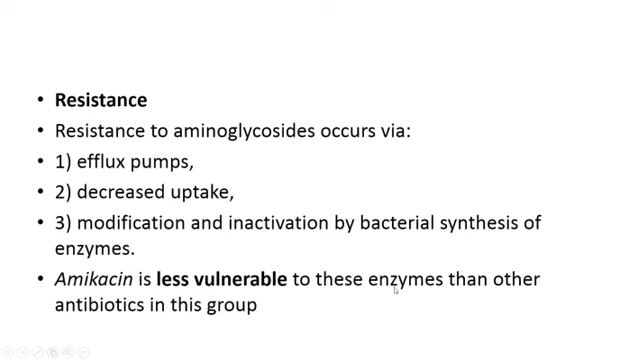 • Resistance
• Resistance to aminoglycosides occurs via:
• 1) efflux pumps,
• 2) decreased uptake,
• 3) modification and inactivation by bacterial synthesis of
enzymes.
• Amikacin is less vulnerable to these enzymes than other
antibiotics in this group